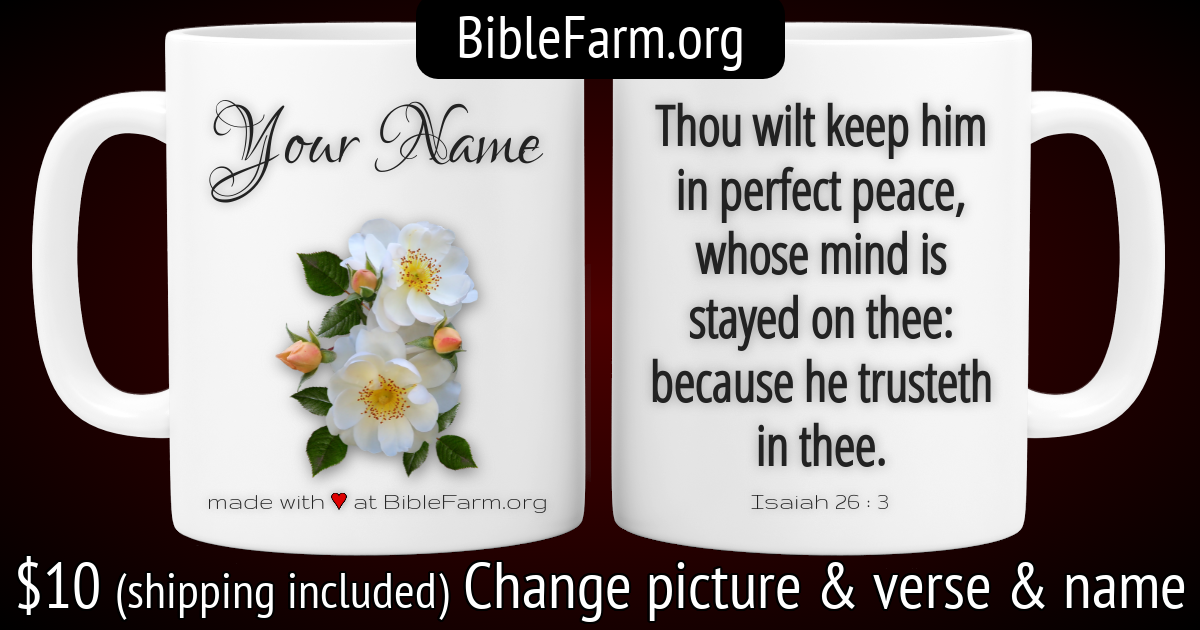 BibleFarm.org
Your Name
made with ♥ at BibleFarm.org
Thou wilt keep him
in perfect peace,
whose mind is
stayed on thee:
because he trusteth
in thee.
Isaiah 26 : 3
$10 (shipping included) Change picture & verse & name